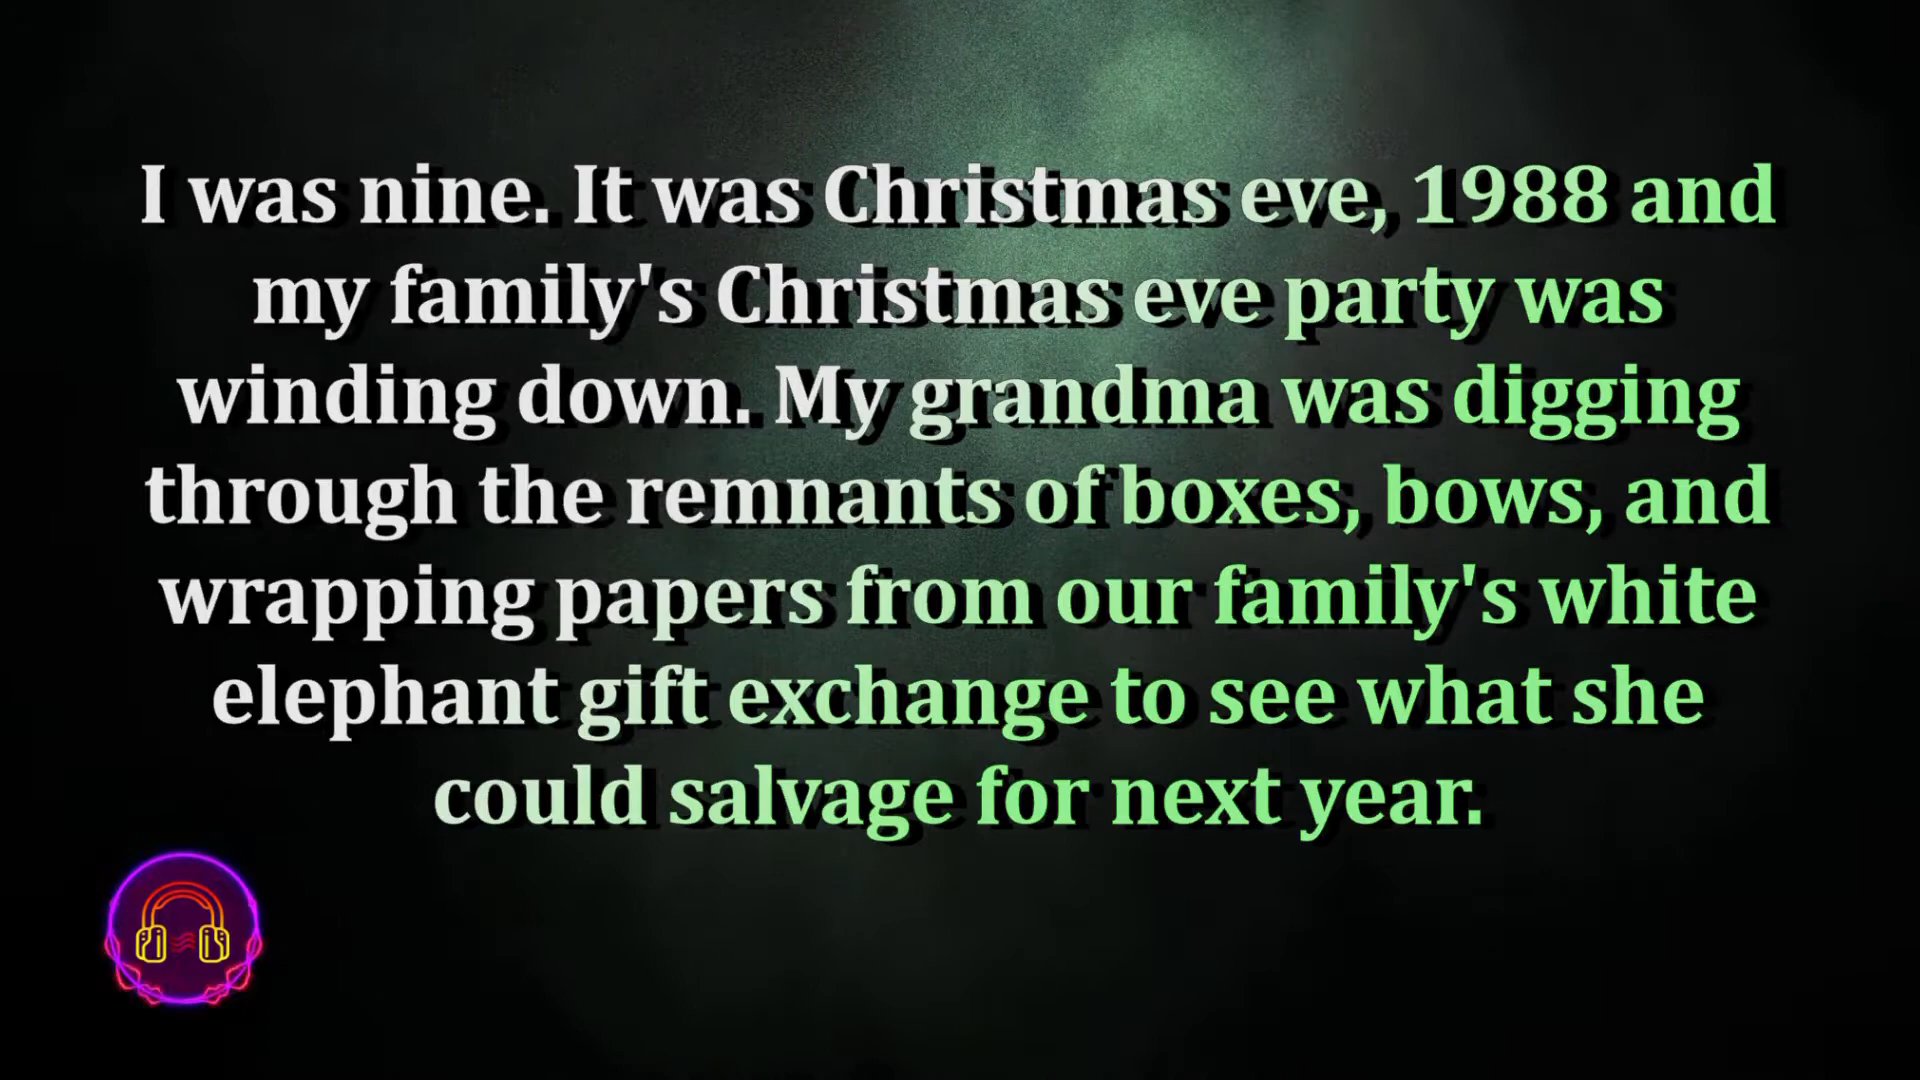 I was nine. It was Christmas eve, 1988 and
my family's Christmas eve party was
winding down. My grandma was digging
through the remnants of boxes, bows, and
wrapping papers from our family's white
elephant gift exchange to see what she
could salvage for next year.